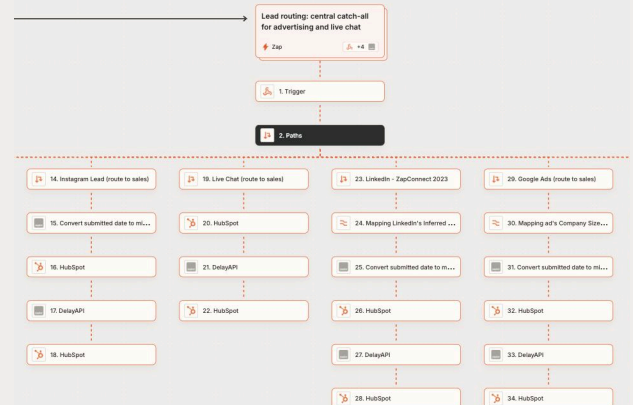 Lead routing: central catch-all
for advertising and live chat
Zap
+4
1. Trigger
2. Paths
14. Instagram Lead (route to sales)
19. Live Chat (route to sales)
23. LinkedIn - ZapConnect 2023
29. Google Ads (route to sales)
15. Convert submitted date to mi...
20. HubSpot
24. Mapping LinkedIn's Inferred ...
30. Mapping ad's Company Size...
16. HubSpot
21. DelayAPI
25. Convert submitted date to m...
31. Convert submitted date to mi...
17. DelayAPI
22. HubSpot
26. HubSpot
32. HubSpot
18. HubSpot
27. DelayAPI
33. DelayAPI
28. HubSpot
34. HubSpot